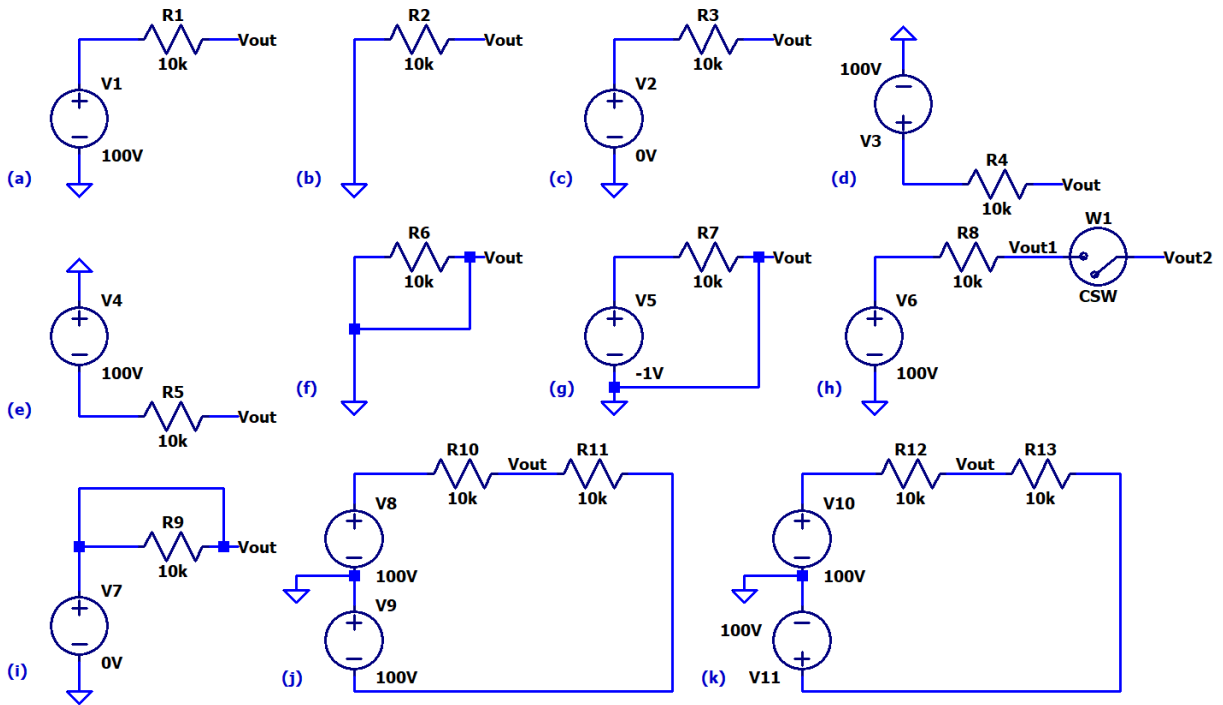 R1
Vout
10k
V1
+
−
100V
(a)
R2
Vout
10k
(b)
R3
Vout
10k
V2
+
−
0V
(c)
100V
−
+
V3
R4
Vout
10k
(d)
V4
+
−
100V
R5
Vout
10k
(e)
R6
Vout
10k
(f)
R7
Vout
10k
V5
+
−
-1V
(g)
R8
10k
Vout1
W1
CSW
Vout2
V6
+
−
100V
(h)
R9
Vout
10k
V7
+
−
0V
(i)
R10
Vout
R11
10k
10k
V8
+
−
100V
V9
+
−
100V
(j)
R12
Vout
R13
10k
10k
V10
+
−
100V
100V
−
+
V11
(k)